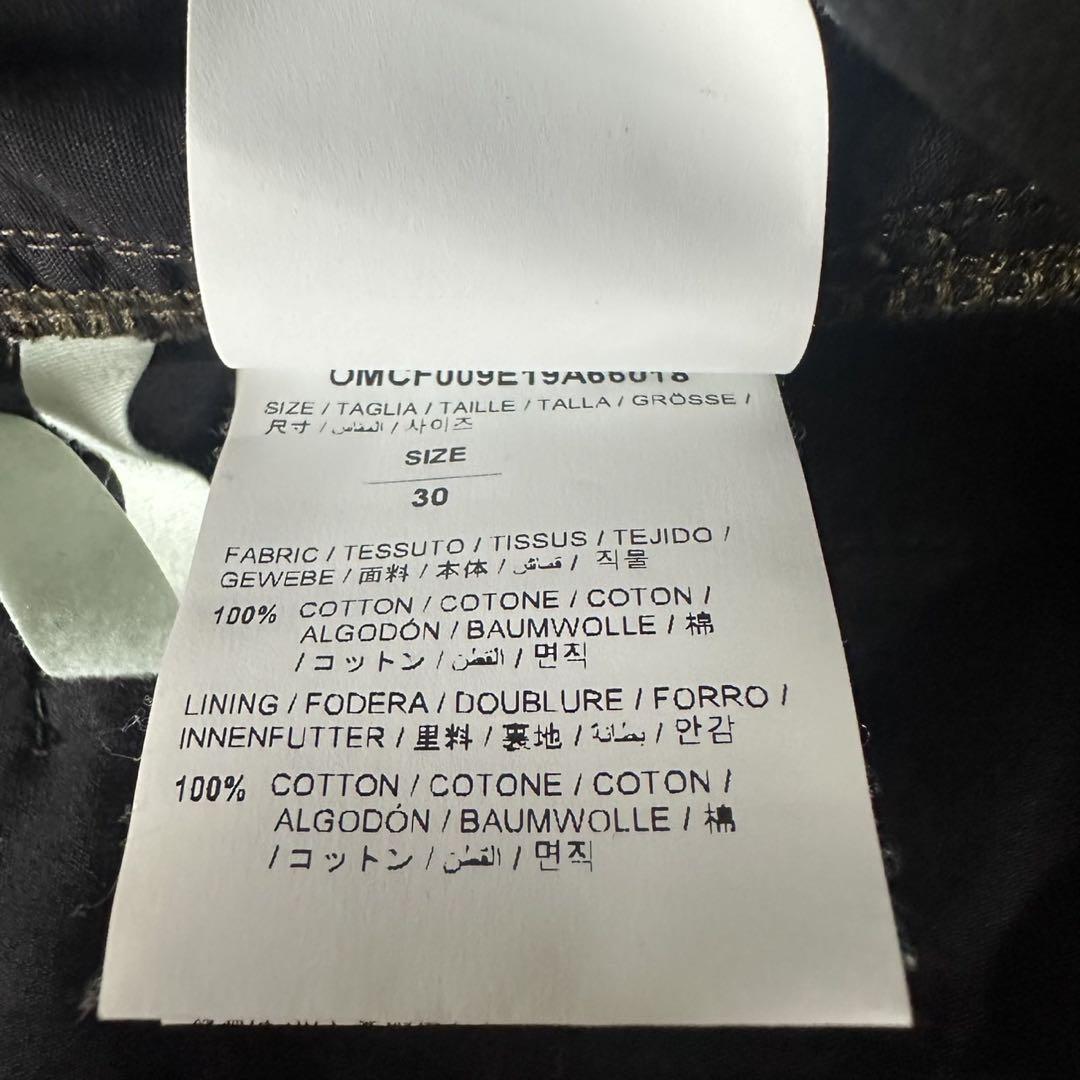 OMCF009E19A66018
SIZE / TAGLIA / TAILLE / TALLA / GRÖSSE /
尺寸 / المقاس / 사이즈
SIZE
30
FABRIC / TESSUTO / TISSUS / TEJIDO /
GEWEBE / 面料 / 本体 / قماش / 직물
100% COTTON / COTONE / COTON /
ALGODÓN / BAUMWOLLE / 棉
/ コットン / القطن / 면직
LINING / FODERA / DOUBLURE / FORRO /
INNENFUTTER / 里料 / 裏地 / بطانة / 안감
100% COTTON / COTONE / COTON /
ALGODÓN / BAUMWOLLE / 棉
/ コットン / القطن / 면직